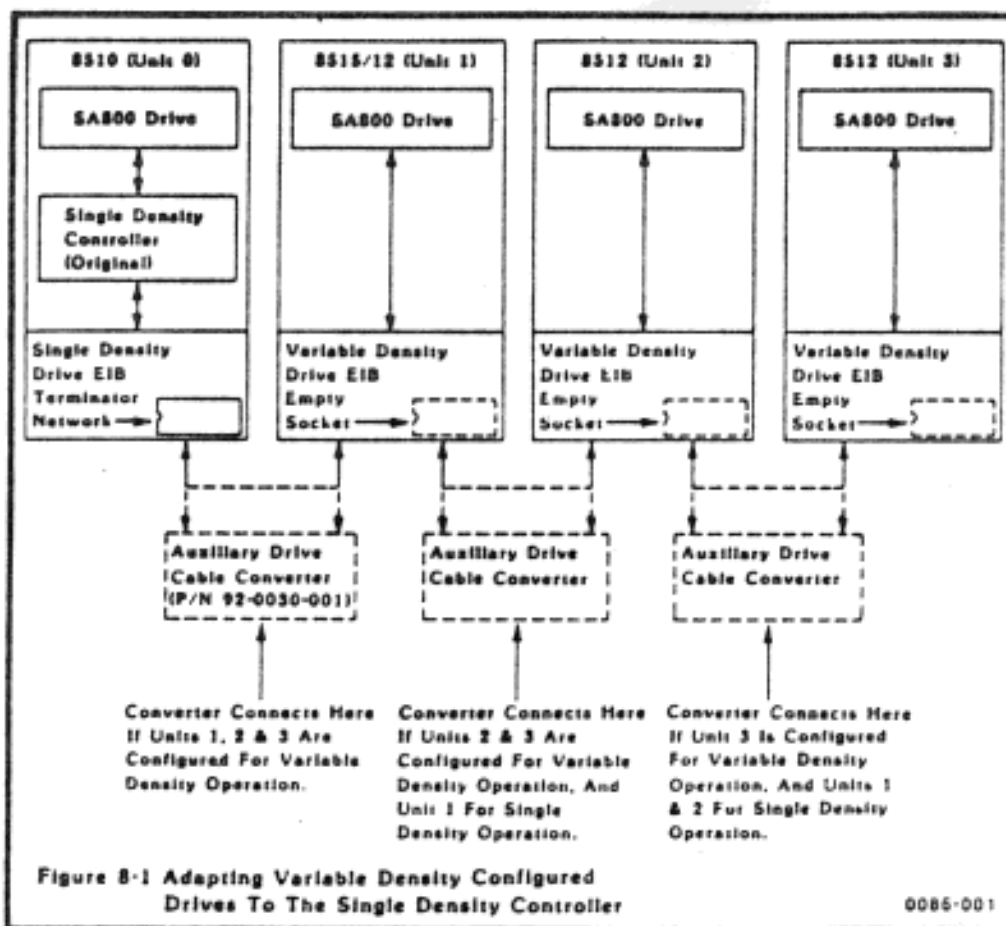 8510 (Unit 0)
SA800 Drive
Single Density
Controller
(Original)
Single Density
Drive EIB
Terminator
Network
8515/12 (Unit 1)
SA800 Drive
Variable Density
Drive EIB
Empty
Socket
8512 (Unit 2)
SA800 Drive
Variable Density
Drive EIB
Empty
Socket
8512 (Unit 3)
SA800 Drive
Variable Density
Drive EIB
Empty
Socket
Auxillary Drive
Cable Converter
(P/N 92-0030-001)
Auxillary Drive
Cable Converter
Auxillary Drive
Cable Converter
Converter Connects Here
If Units 1, 2 & 3 Are
Configured For Variable
Density Operation.
Converter Connects Here
If Units 2 & 3 Are
Configured For Variable
Density Operation, And
Unit 1 For Single
Density Operation.
Converter Connects Here
If Unit 3 Is Configured
For Variable Density
Operation, And Units 1
& 2 For Single Density
Operation.
Figure 8-1 Adapting Variable Density Configured
Drives To The Single Density Controller
0086-001